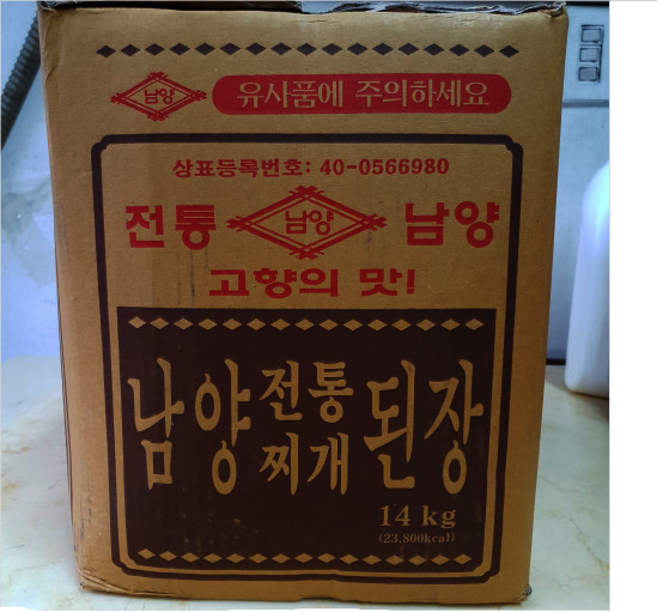 남양 유사품에 주의하세요
상표등록번호: 40-0566980
전통 남양 남양
고향의 맛!
남양 전통 찌개 된장
14 kg
(23,800kcal)